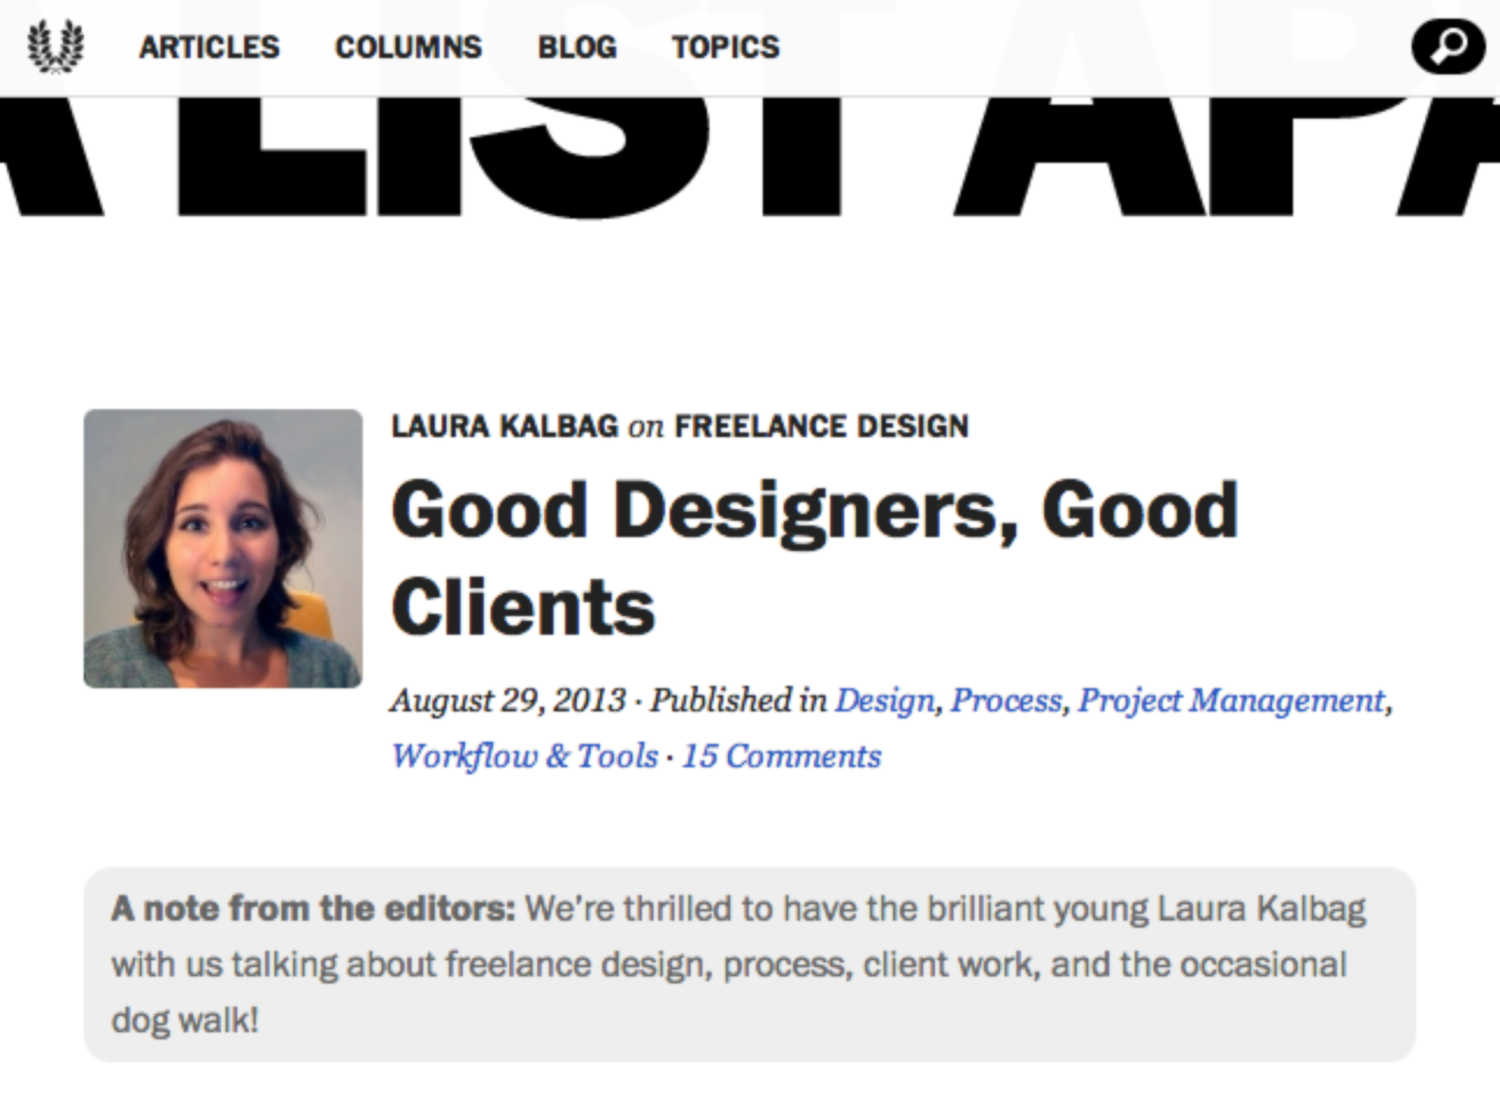 ARTICLES COLUMNS BLOG TOPICS
A LIST APA
LAURA KALBAG on FREELANCE DESIGN
Good Designers, Good
Clients
August 29, 2013 · Published in Design, Process, Project Management,
Workflow & Tools · 15 Comments
A note from the editors: We’re thrilled to have the brilliant young Laura Kalbag
with us talking about freelance design, process, client work, and the occasional
dog walk!